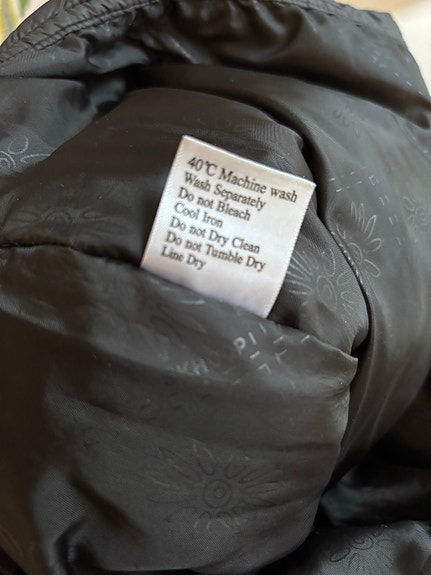 40℃ Machine wash
Wash Separately
Do not Bleach
Cool Iron
Do not Dry Clean
Do not Tumble Dry
Line Dry